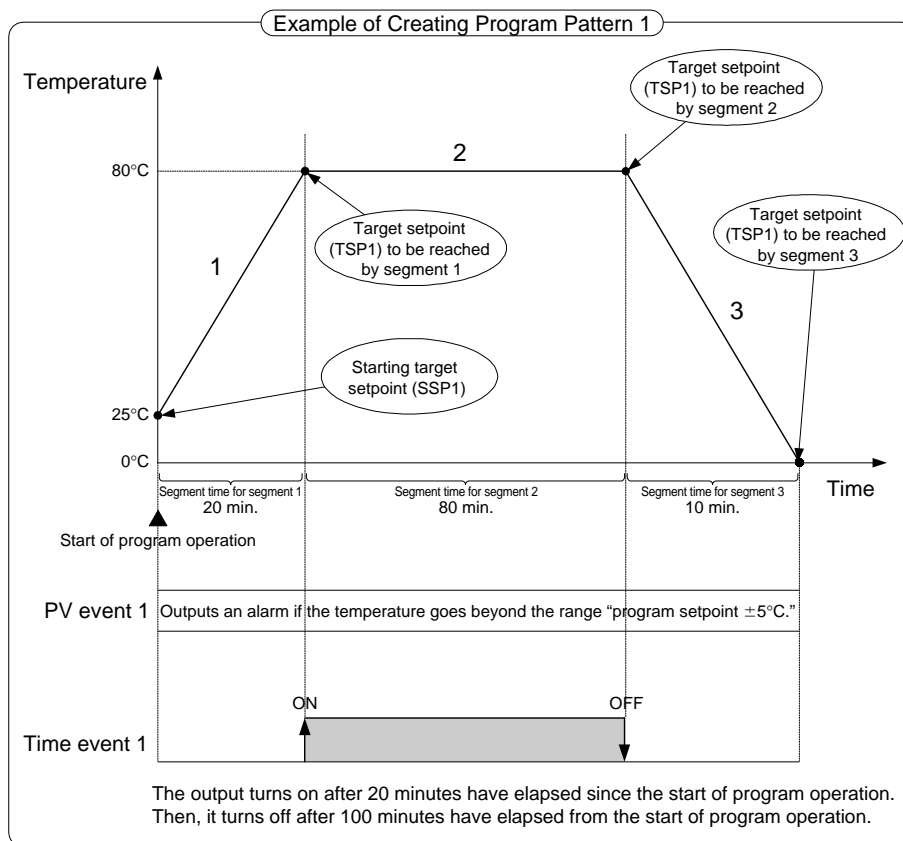 Example of Creating Program Pattern 1
Temperature
Target setpoint
(TSP1) to be reached
by segment 2
80°C
2
Target setpoint
(TSP1) to be reached
by segment 1
Target setpoint
(TSP1) to be reached
by segment 3
1
3
Starting target
setpoint (SSP1)
25°C
0°C
Time
Segment time for segment 1
20 min.
Segment time for segment 2
80 min.
Segment time for segment 3
10 min.
Start of program operation
PV event 1
Outputs an alarm if the temperature goes beyond the range “program setpoint ±5°C.”
ON
OFF
Time event 1
The output turns on after 20 minutes have elapsed since the start of program operation.
Then, it turns off after 100 minutes have elapsed from the start of program operation.